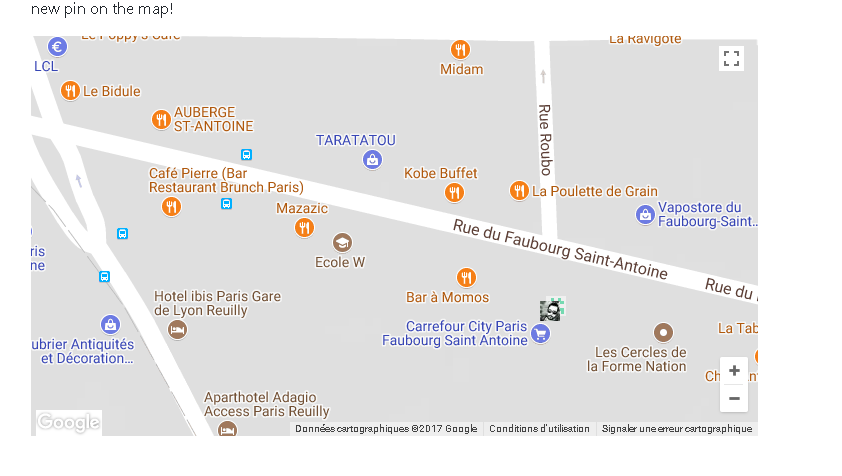 new pin on the map!
Le Poppy's Café
La Ravigote
LCL
Midam
Le Bidule
AUBERGE
ST-ANTOINE
Rue Roubo
TARATATOU
Café Pierre (Bar
Restaurant Brunch Paris)
Kobe Buffet
La Poulette de Grain
Mazazic
Vapostore du
Faubourg-Saint...
Rue du Faubourg Saint-Antoine
ris
ne
Ecole W
Rue du
Hotel ibis Paris Gare
de Lyon Reuilly
Bar à Momos
Carrefour City Paris
Faubourg Saint Antoine
La Tab
ubrier Antiquités
et Décoration...
Les Cercles de
la Forme Nation
Aparthotel Adagio
Access Paris Reuilly
Google
Données cartographiques ©2017 Google
Conditions d'utilisation
Signaler une erreur cartographique